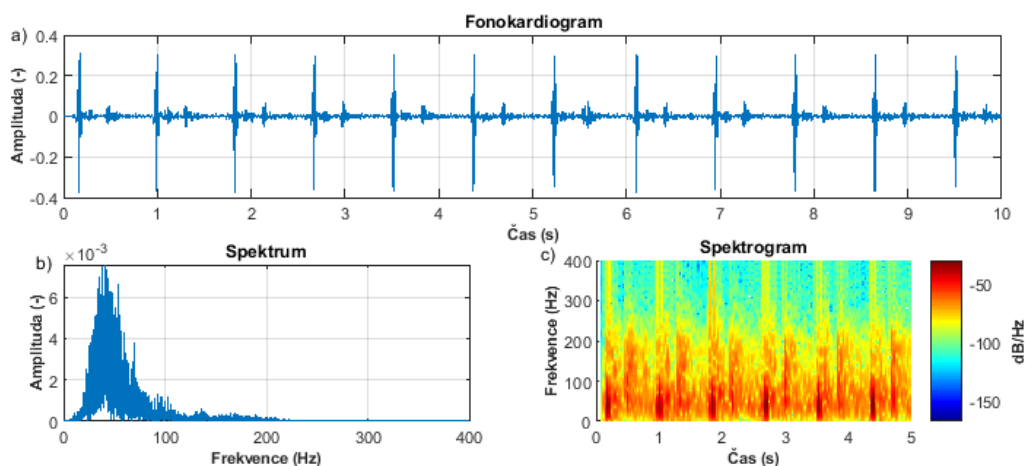 Fonokardiogram
a)
Amplituda (-)
0.4
0.2
0
-0.2
-0.4
0 1 2 3 4 5 6 7 8 9 10
Čas (s)
b)
× 10⁻³
Spektrum
Amplituda (-)
6
4
2
0
0 100 200 300 400
Frekvence (Hz)
c)
Spektrogram
Frekvence (Hz)
400
300
200
100
0
0 1 2 3 4 5
Čas (s)
-50
-100
-150
dB/Hz